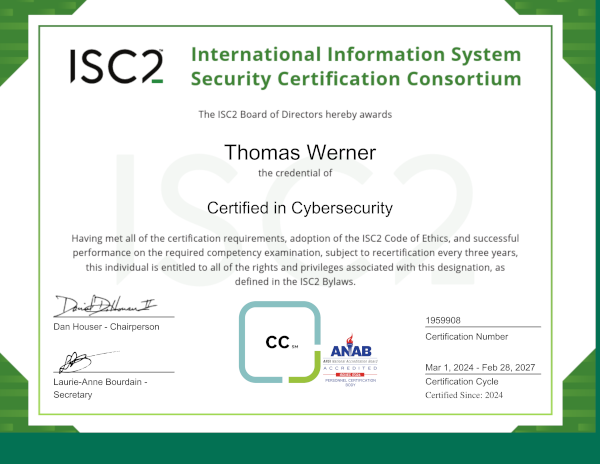 ISC2
International Information System
Security Certification Consortium
The ISC2 Board of Directors hereby awards
Thomas Werner
the credential of
Certified in Cybersecurity
Having met all of the certification requirements, adoption of the ISC2 Code of Ethics, and successful
performance on the required competency examination, subject to recertification every three years,
this individual is entitled to all of the rights and privileges associated with this designation, as
defined in the ISC2 Bylaws.
Dan Houser - Chairperson
Laurie-Anne Bourdain -
Secretary
CC SM
ANAB
ANSI National Accreditation Board
ACCREDITED
PERSONNEL CERTIFICATION
BODY
1959908
Certification Number
Mar 1, 2024 - Feb 28, 2027
Certification Cycle
Certified Since: 2024